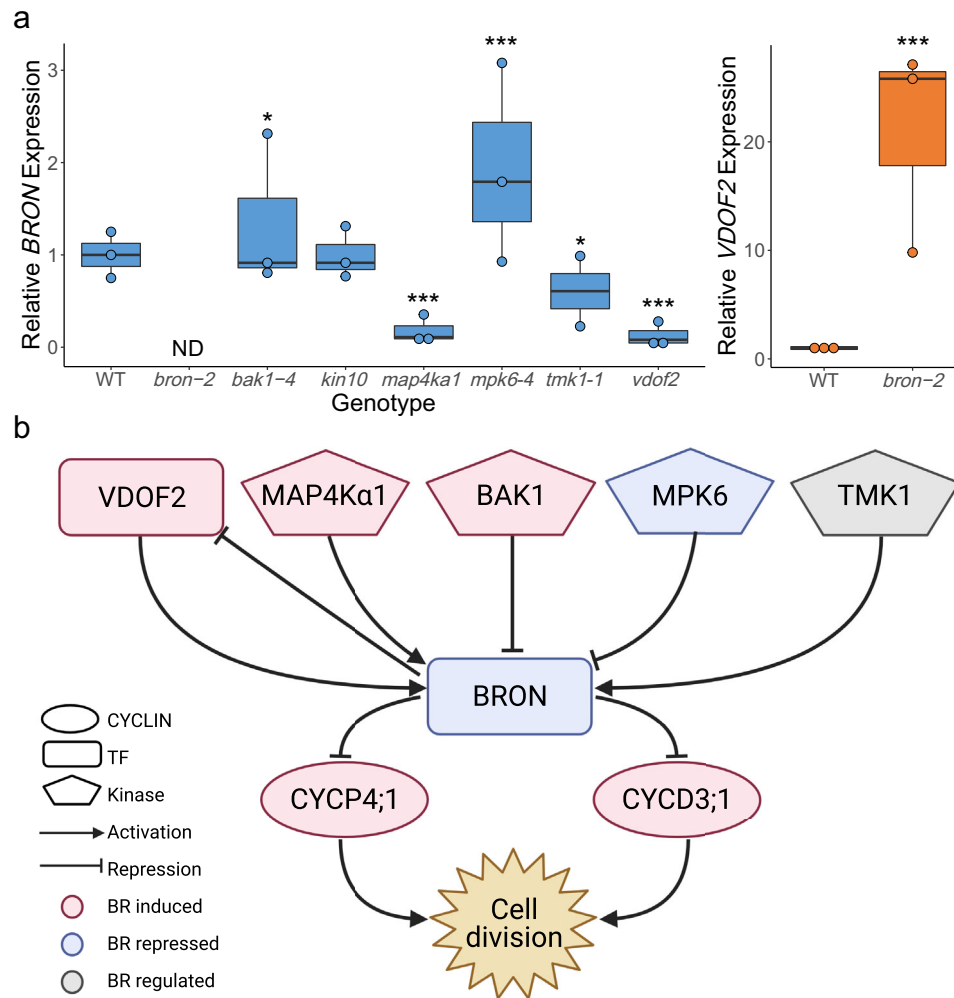 a
Relative BRON Expression
3
2
1
0
*
***
***
*
***
ND
WT bron−2 bak1−4 kin10 map4ka1 mpk6-4 tmk1-1 vdof2
Genotype
Relative VDOF2 Expression
20
10
0
***
WT bron−2
b
VDOF2 MAP4Kα1 BAK1 MPK6 TMK1
BRON
CYCP4;1 CYCD3;1
Cell
division
CYCLIN
TF
Kinase
Activation
Repression
BR induced
BR repressed
BR regulated